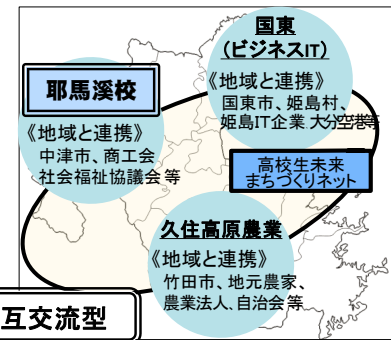 国東
(ビジネスIT)
《地域と連携》
国東市、姫島村、
姫島IT企業.大分空港等
耶馬溪校
《地域と連携》
中津市、商工会
社会福祉協議会等
高校生未来
まちづくりネット
久住高原農業
《地域と連携》
竹田市、地元農家、
農業法人.自治会等
互交流型